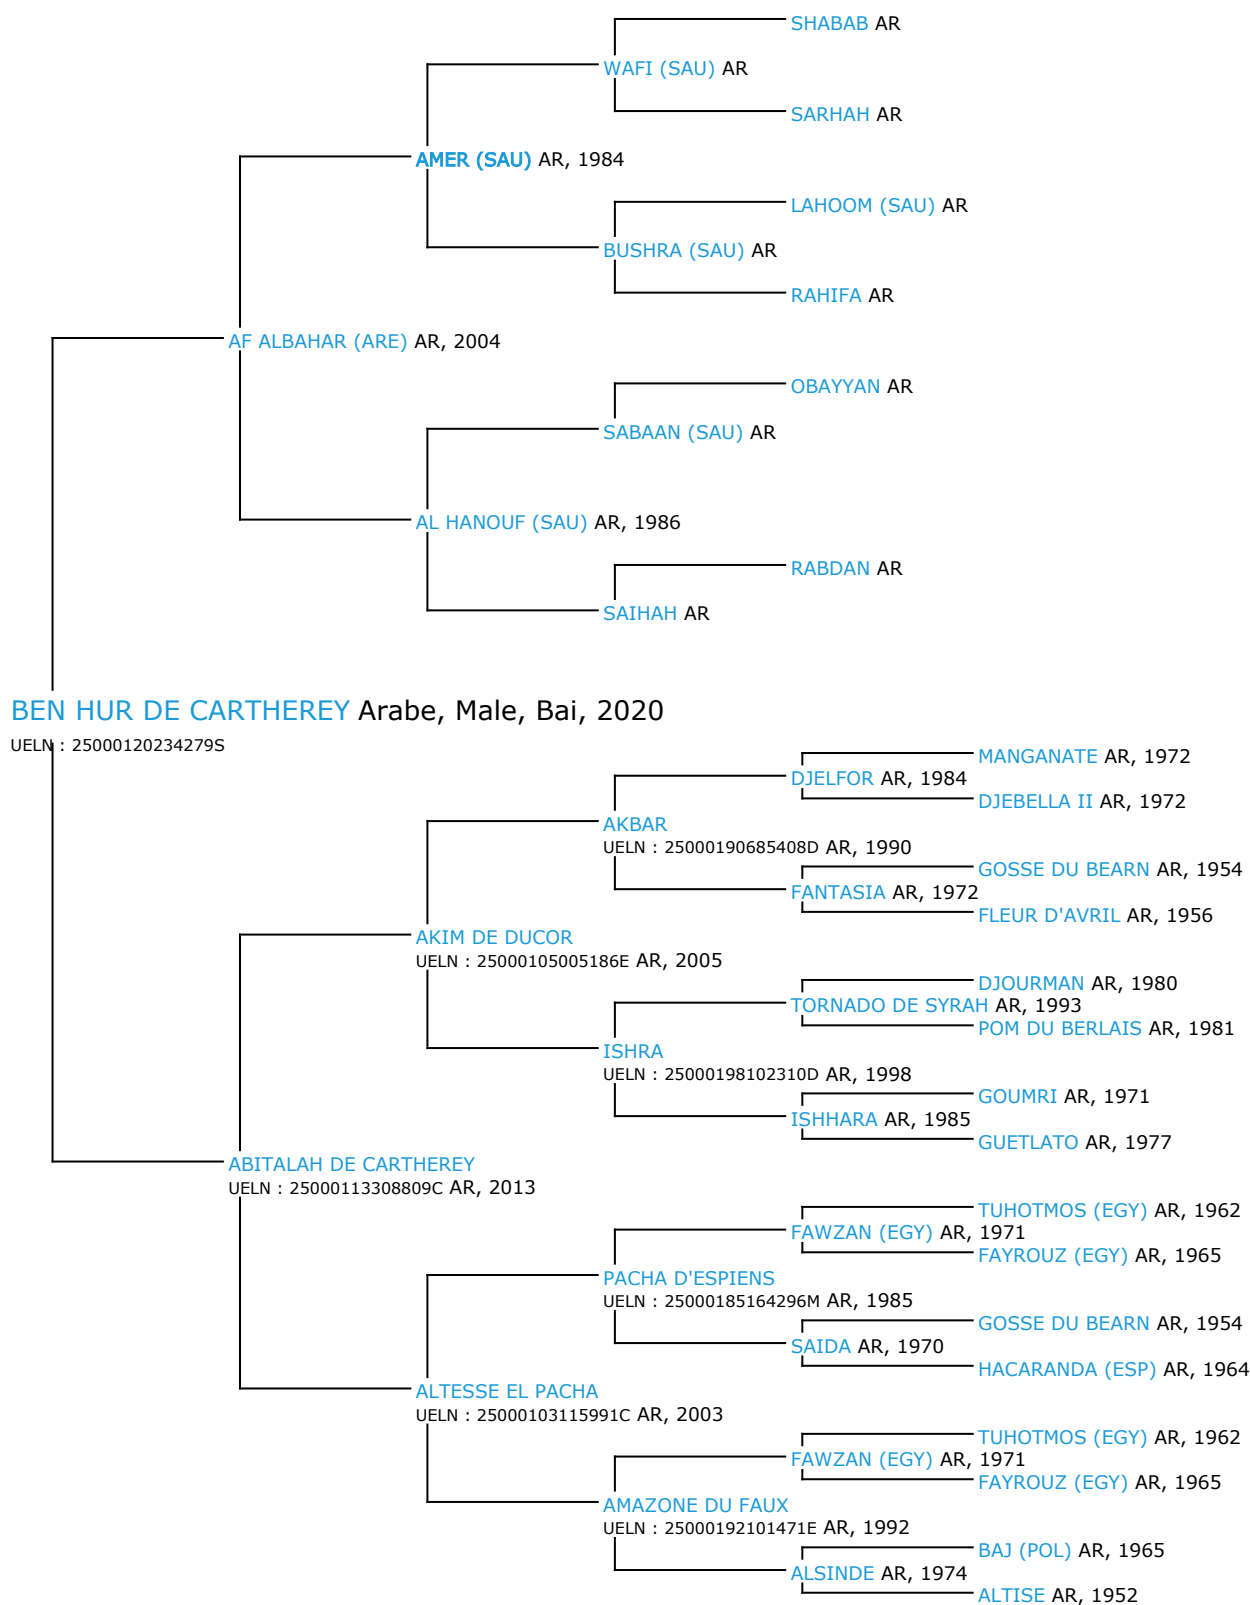 SHABAB AR
WAFI (SAU) AR
SARHAH AR
AMER (SAU) AR, 1984
LAHOOM (SAU) AR
BUSHRA (SAU) AR
RAHIFA AR
AF ALBAHAR (ARE) AR, 2004
OBAYYAN AR
SABAAN (SAU) AR
AL HANOUF (SAU) AR, 1986
RABDAN AR
SAIHAH AR
BEN HUR DE CARTHEREY Arabe, Male, Bai, 2020
UELN : 25000120234279S
MANGANATE AR, 1972
DJELFOR AR, 1984
DJEBELLA II AR, 1972
AKBAR
UELN : 25000190685408D AR, 1990
GOSSE DU BEARN AR, 1954
FANTASIA AR, 1972
FLEUR D'AVRIL AR, 1956
AKIM DE DUCOR
UELN : 25000105005186E AR, 2005
DJOURMAN AR, 1980
TORNADO DE SYRAH AR, 1993
POM DU BERLAIS AR, 1981
ISHRA
UELN : 25000198102310D AR, 1998
GOUMRI AR, 1971
ISHHARA AR, 1985
GUETLATO AR, 1977
ABITALAH DE CARTHEREY
UELN : 25000113308809C AR, 2013
TUHOTMOS (EGY) AR, 1962
FAWZAN (EGY) AR, 1971
FAYROUZ (EGY) AR, 1965
PACHA D'ESPIENS
UELN : 25000185164296M AR, 1985
GOSSE DU BEARN AR, 1954
SAIDA AR, 1970
HACARANDA (ESP) AR, 1964
ALTESSE EL PACHA
UELN : 25000103115991C AR, 2003
TUHOTMOS (EGY) AR, 1962
FAWZAN (EGY) AR, 1971
FAYROUZ (EGY) AR, 1965
AMAZONE DU FAUX
UELN : 25000192101471E AR, 1992
BAJ (POL) AR, 1965
ALSINDE AR, 1974
ALTISE AR, 1952